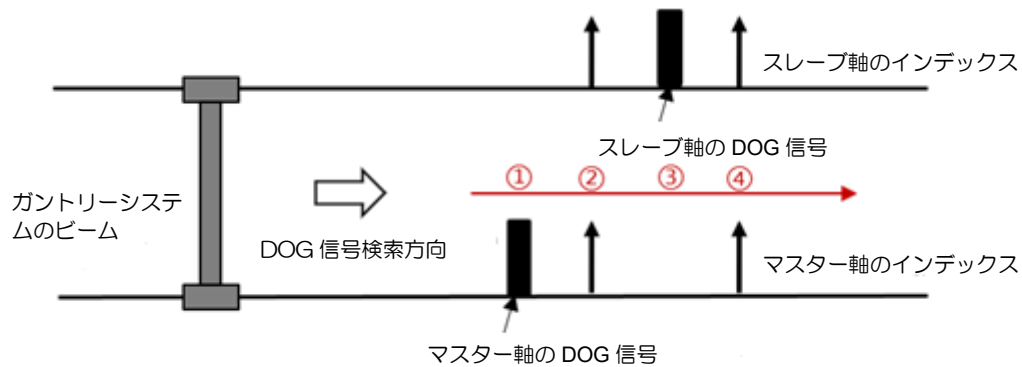 スレーブ軸のインデックス
スレーブ軸の DOG 信号
① ② ③ ④
ガントリーシステ
ムのビーム
DOG 信号検索方向
マスター軸のインデックス
マスター軸の DOG 信号